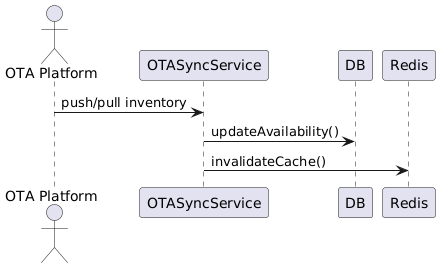 OTA Platform
OTASyncService
DB
Redis
push/pull inventory
updateAvailability()
invalidateCache()
OTA Platform
OTASyncService
DB
Redis